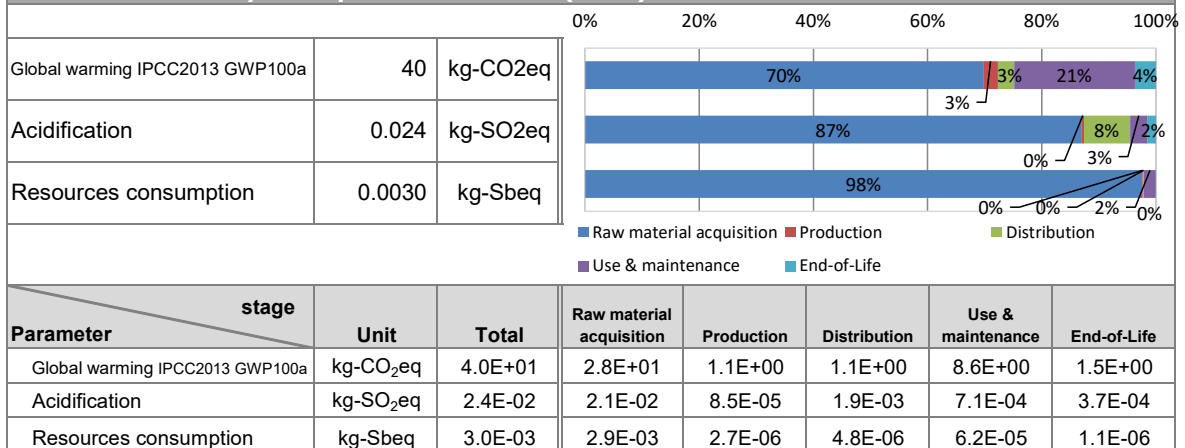 0% 20% 40% 60% 80% 100%
Global warming IPCC2013 GWP100a 40 kg-CO2eq
70% 3% 3% 21% 4%
Acidification 0.024 kg-SO2eq
87% 0% 8% 3% 2%
Resources consumption 0.0030 kg-Sbeq
98% 0% 0% 2% 0%
Raw material acquisition Production Distribution
Use & maintenance End-of-Life
stage
Parameter Unit Total Raw material acquisition Production Distribution Use & maintenance End-of-Life
Global warming IPCC2013 GWP100a kg-CO₂eq 4.0E+01 2.8E+01 1.1E+00 1.1E+00 8.6E+00 1.5E+00
Acidification kg-SO₂eq 2.4E-02 2.1E-02 8.5E-05 1.9E-03 7.1E-04 3.7E-04
Resources consumption kg-Sbeq 3.0E-03 2.9E-03 2.7E-06 4.8E-06 6.2E-05 1.1E-06